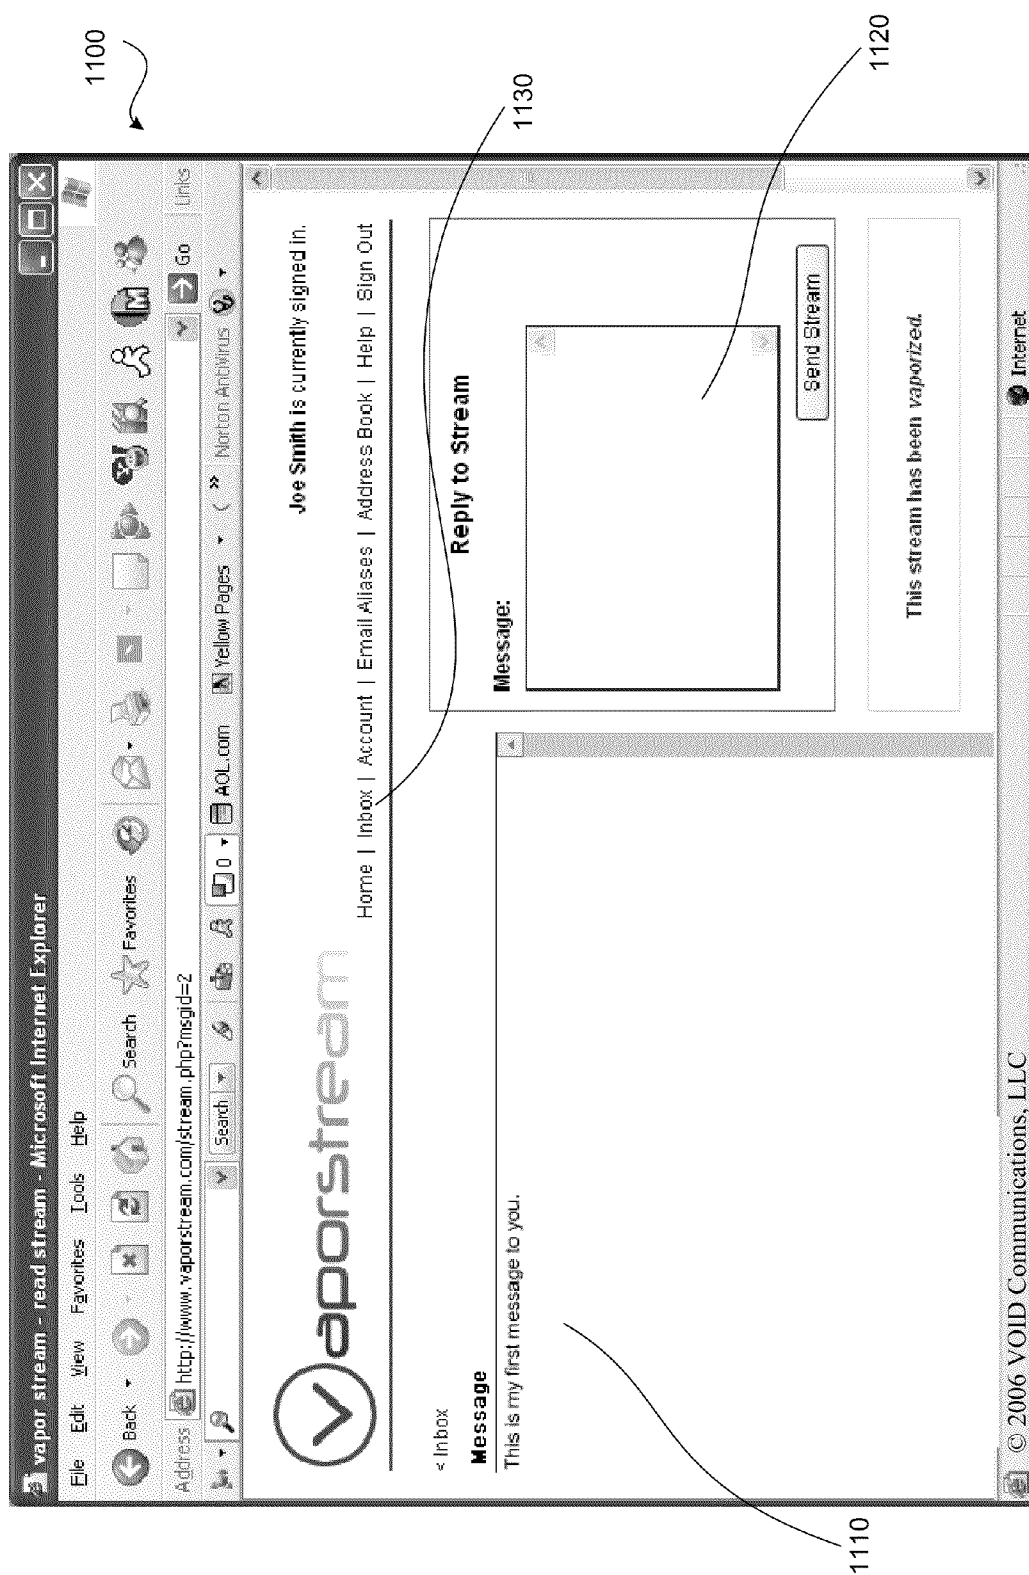 1100
vapor stream - read stream - Microsoft Internet Explorer
File Edit View Favorites Tools Help
Back Search Favorites
Address http://www.vaporstream.com/stream.php?msgid=2 Go Links
Search 0 AOL.com Yellow Pages ( » Norton Antivirus
Joe Smith is currently signed in.
vaporstream
Home | Inbox | Account | Email Aliases | Address Book | Help | Sign Out
1130
< Inbox
Message
This is my first message to you.
Reply to Stream
Message:
Send Stream
This stream has been vaporized.
1110
1120
© 2006 VOID Communications, LLC
Internet